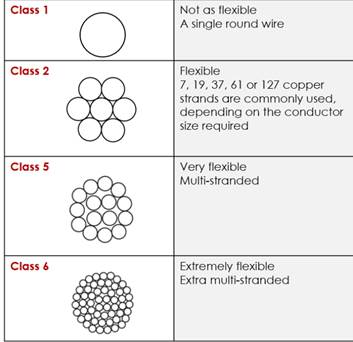 Class 1
Not as flexible
A single round wire
Class 2
Flexible
7, 19, 37, 61 or 127 copper
strands are commonly used,
depending on the conductor
size required
Class 5
Very flexible
Multi-stranded
Class 6
Extremely flexible
Extra multi-stranded